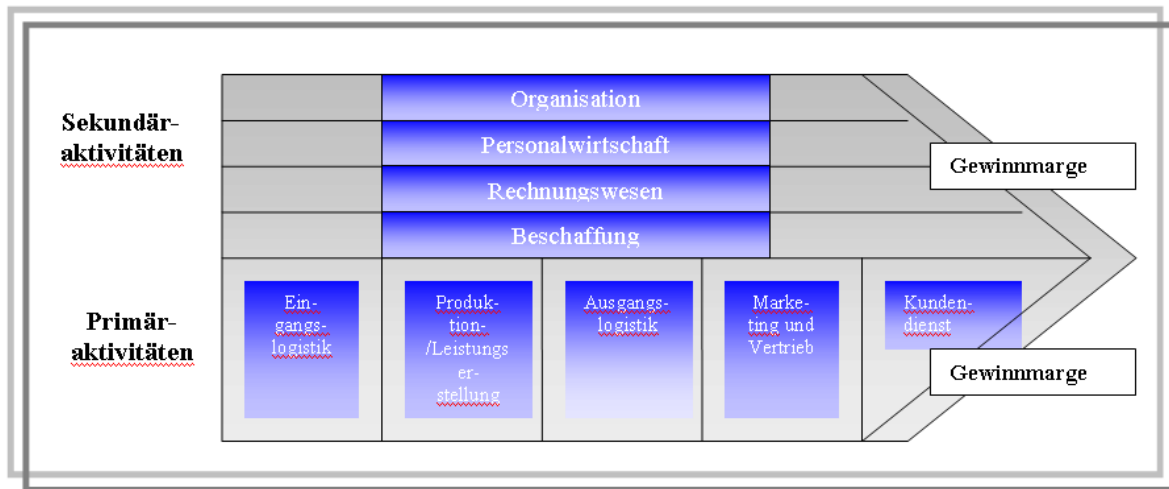 Sekundär-
aktivitäten
Organisation
Personalwirtschaft
Rechnungswesen
Beschaffung
Gewinnmarge
Primär-
aktivitäten
Ein-
gangs-
logistik
Produk-
tion-
/Leistungs
er-
stellung
Ausgangs-
logistik
Marke-
ting und
Vertrieb
Kunden-
dienst
Gewinnmarge